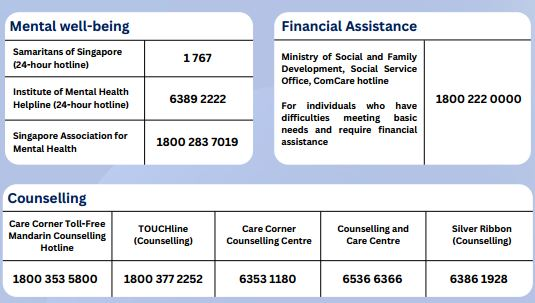 Mental well-being
Samaritans of Singapore
(24-hour hotline)
1 767
Institute of Mental Health
Helpline (24-hour hotline)
6389 2222
Singapore Association for
Mental Health
1800 283 7019
Financial Assistance
Ministry of Social and Family
Development, Social Service
Office, ComCare hotline
For individuals who have
difficulties meeting basic
needs and require financial
assistance
1800 222 0000
Counselling
Care Corner Toll-Free
Mandarin Counselling
Hotline
TOUCHline
(Counselling)
Care Corner
Counselling Centre
Counselling and
Care Centre
Silver Ribbon
(Counselling)
1800 353 5800
1800 377 2252
6353 1180
6536 6366
6386 1928